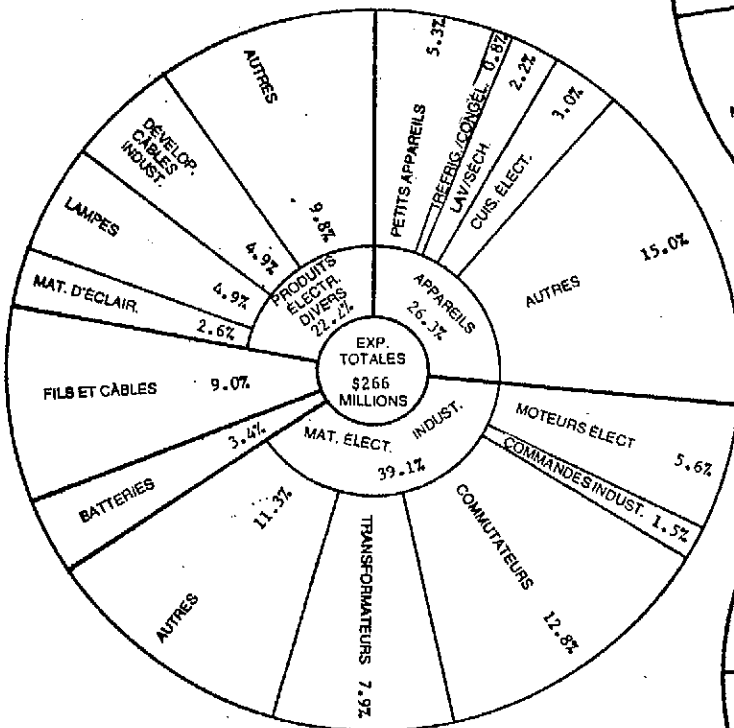 EXP.
TOTALES
$266
MILLIONS
APPAREILS
26.3%
PETITS APPAREILS 5.3%
REFRIG./CONGÉL. 0.8%
LAV/SÉCH. 2.2%
CUIS. ÉLECT. 3.0%
AUTRES 15.0%
MAT. ÉLECT. INDUST.
39.1%
MOTEURS ÉLECT 5.6%
COMMANDES INDUST. 1.5%
COMMUTATEURS 12.8%
TRANSFORMATEURS 7.9%
AUTRES 11.3%
BATTERIES 3.4%
FILS ET CÂBLES 9.0%
PRODUITS
ÉLECTR.
DIVERS
MAT. D'ÉCLAIR. 2.6%
LAMPES 4.9%
DÉVELOP.
CÂBLES
INDUST.
4.9%
AUTRES 9.8%